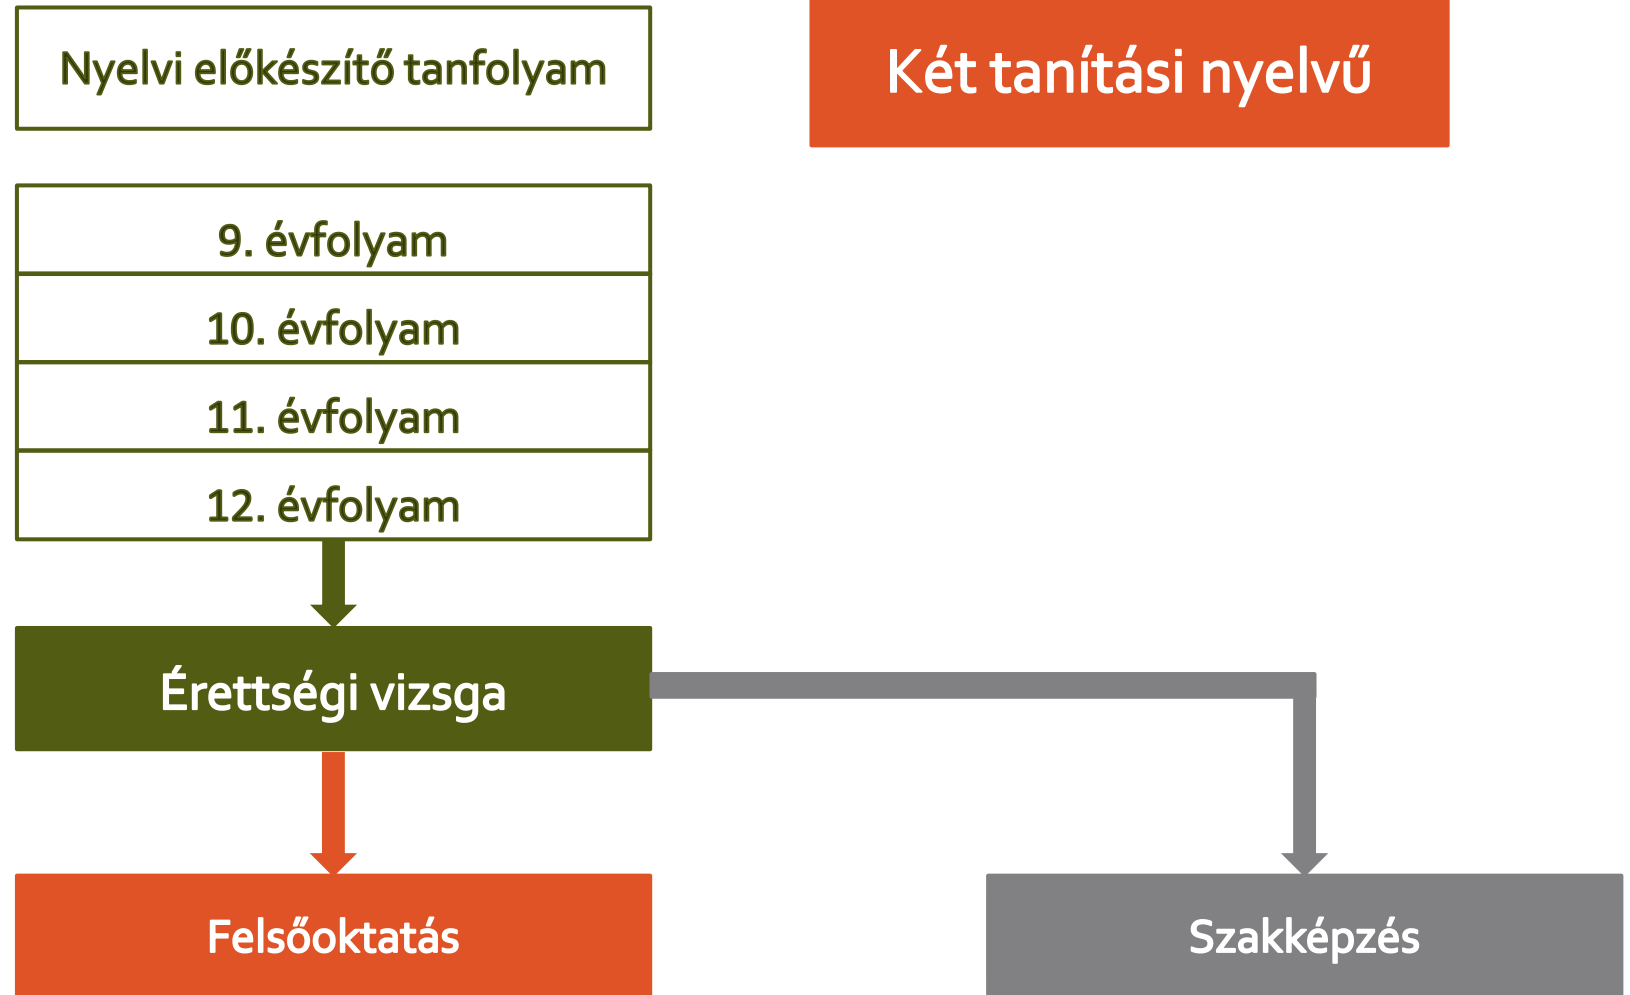 Nyelvi előkészítő tanfolyam
Két tanítási nyelvű
9. évfolyam
10. évfolyam
11. évfolyam
12. évfolyam
Érettségi vizsga
Felsőoktatás
Szakképzés